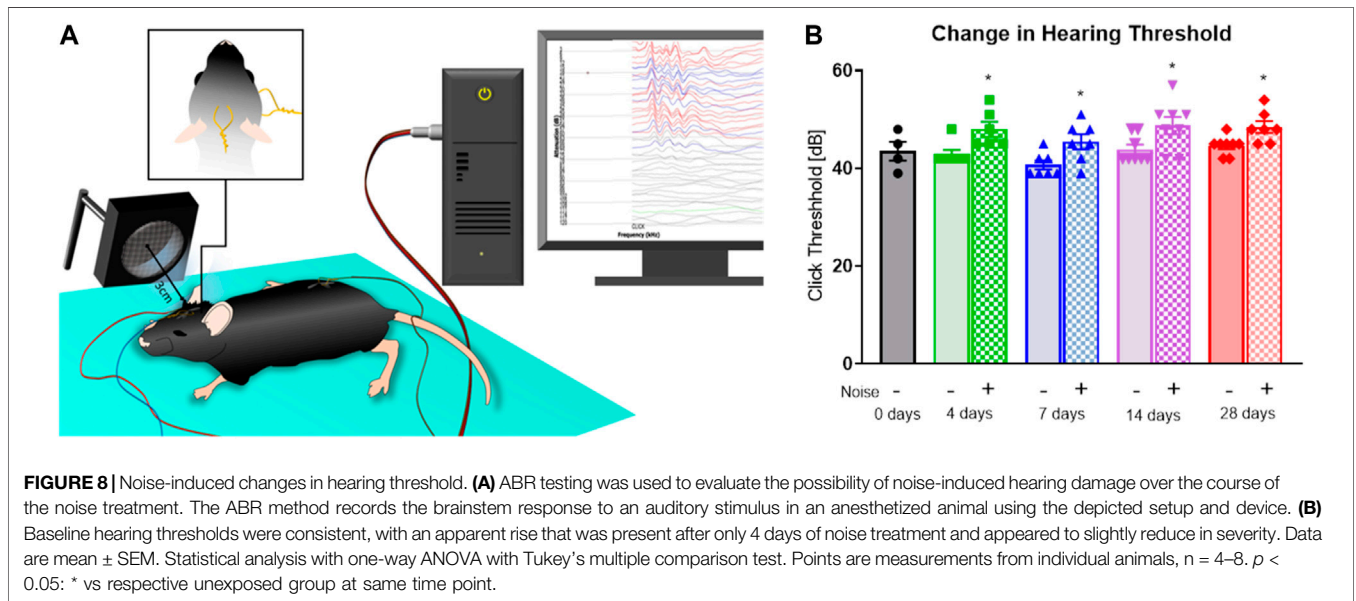 A
3cm
Attenuation (dB)
CLICK
Frequency (kHz)
B
Change in Hearing Threshold
Click Threshhold [dB]
60
40
20
0
* * * *
Noise - - + - + - + - +
0 days 4 days 7 days 14 days 28 days
FIGURE 8 | Noise-induced changes in hearing threshold. (A) ABR testing was used to evaluate the possibility of noise-induced hearing damage over the course of
the noise treatment. The ABR method records the brainstem response to an auditory stimulus in an anesthetized animal using the depicted setup and device. (B)
Baseline hearing thresholds were consistent, with an apparent rise that was present after only 4 days of noise treatment and appeared to slightly reduce in severity. Data
are mean ± SEM. Statistical analysis with one-way ANOVA with Tukey’s multiple comparison test. Points are measurements from individual animals, n = 4–8. p <
0.05: * vs respective unexposed group at same time point.